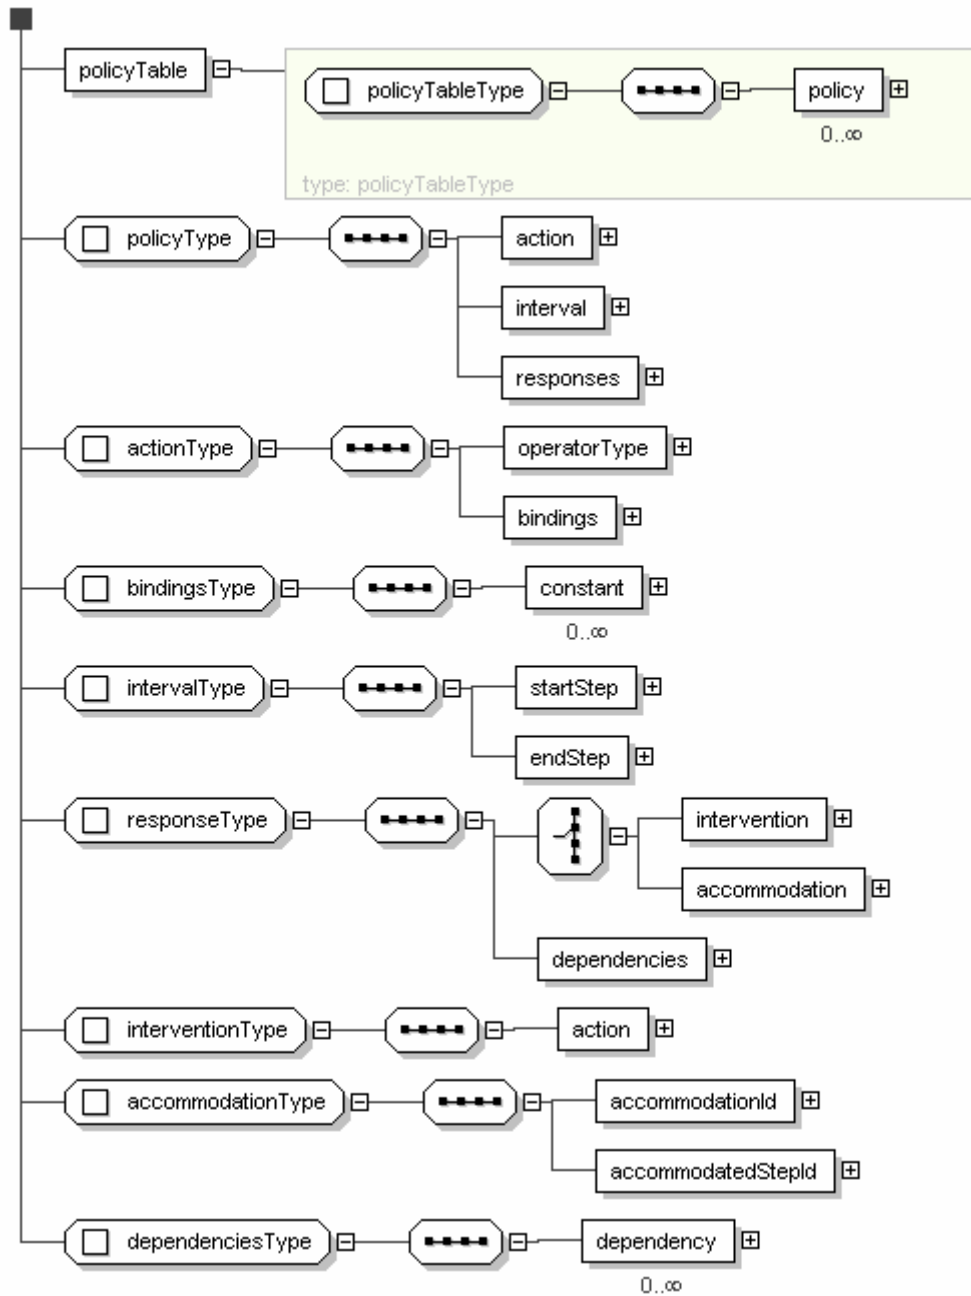 policyTable
policyTableType
policy
0..∞
type: policyTableType
policyType
action
interval
responses
actionType
operatorType
bindings
bindingsType
constant
0..∞
intervalType
startStep
endStep
responseType
intervention
accommodation
dependencies
interventionType
action
accommodationType
accommodationId
accommodatedStepId
dependenciesType
dependency
0..∞